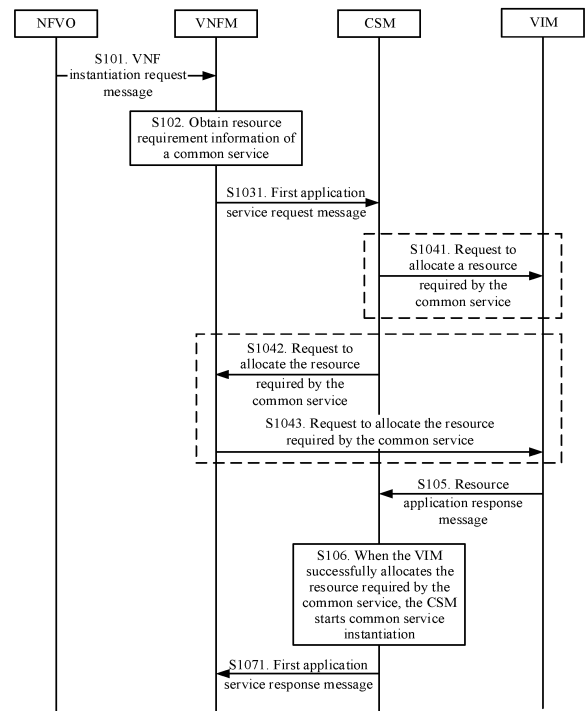 NFVO
VNFM
CSM
VIM
S101. VNF
instantiation request
message
S102. Obtain resource
requirement information of
a common service
S1031. First application
service request message
S1041. Request to
allocate a resource
required by the
common service
S1042. Request to
allocate the resource
required by the
common service
S1043. Request to allocate the resource
required by the common service
S105. Resource
application response
message
S106. When the VIM
successfully allocates the
resource required by the
common service, the CSM
starts common service
instantiation
S1071. First application
service response message